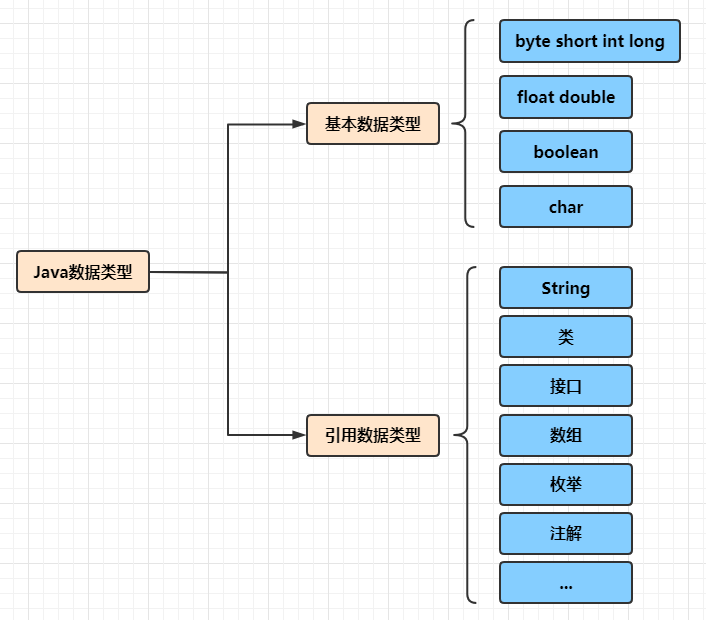 Java数据类型
基本数据类型
byte short int long
float double
boolean
char
引用数据类型
String
类
接口
数组
枚举
注解
...